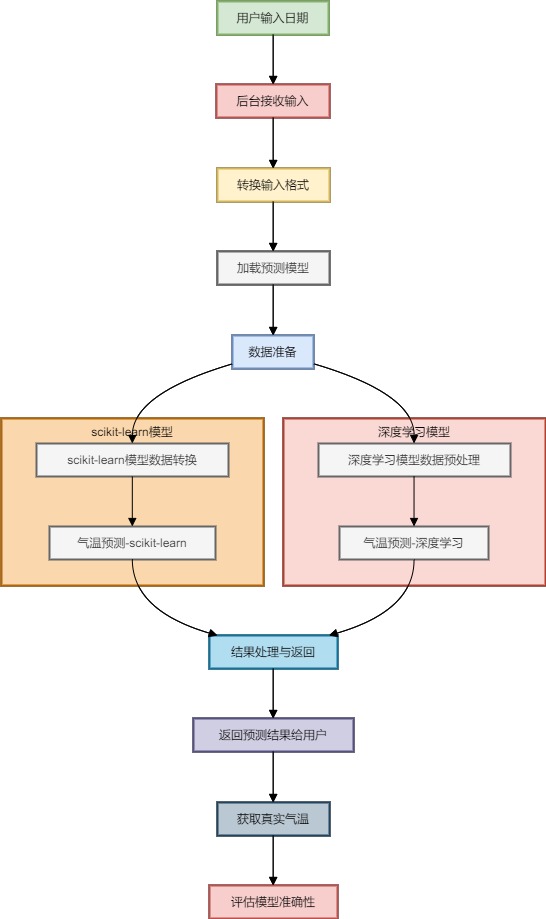 用户输入日期
后台接收输入
转换输入格式
加载预测模型
数据准备
scikit-learn模型
scikit-learn模型数据转换
气温预测-scikit-learn
深度学习模型
深度学习模型数据预处理
气温预测-深度学习
结果处理与返回
返回预测结果给用户
获取真实气温
评估模型准确性